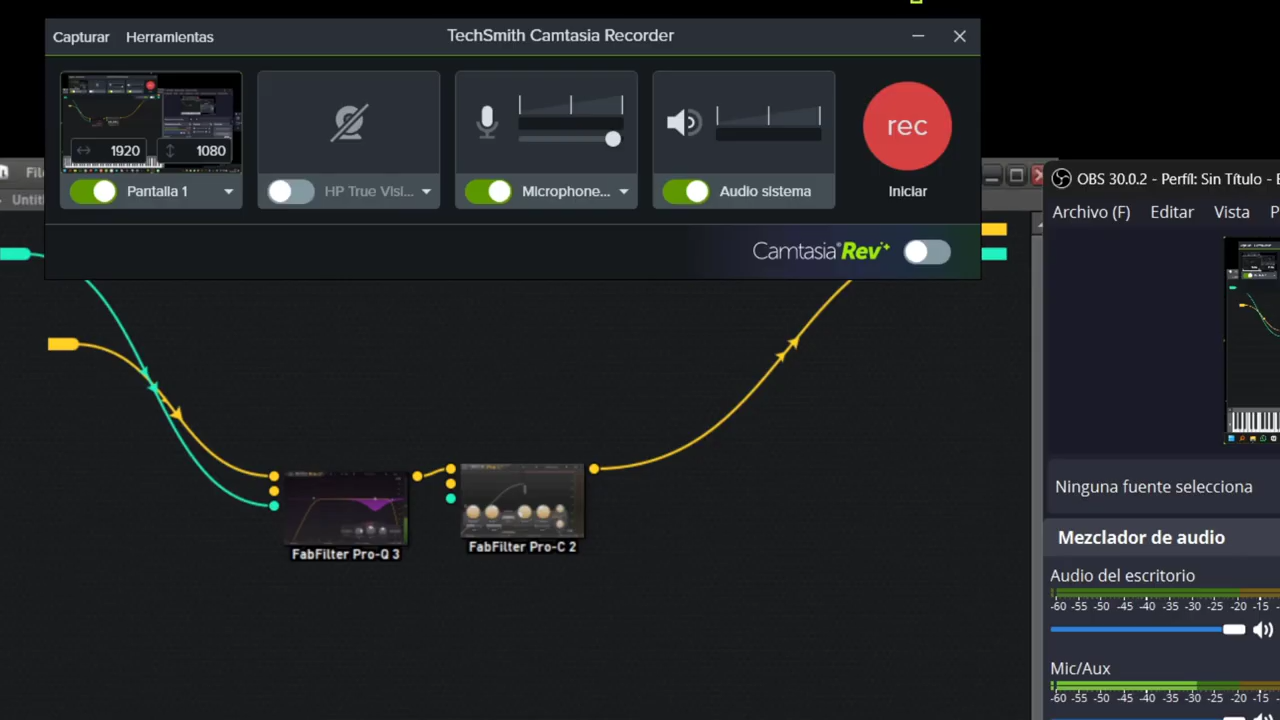 Capturar Herramientas TechSmith Camtasia Recorder
1920 1080
Pantalla 1 HP True Visi... Microphone... Audio sistema
rec
Iniciar
Camtasia Rev
File
Untitl
OBS 30.0.2 - Perfil: Sin Título -
Archivo (F) Editar Vista P
FabFilter Pro-Q 3
FabFilter Pro-C 2
Ninguna fuente selecciona
Mezclador de audio
Audio del escritorio
-60 -55 -50 -45 -40 -35 -30 -25 -20 -15
Mic/Aux
-60 -55 -50 -45 -40 -35 -30 -25 -20 -15